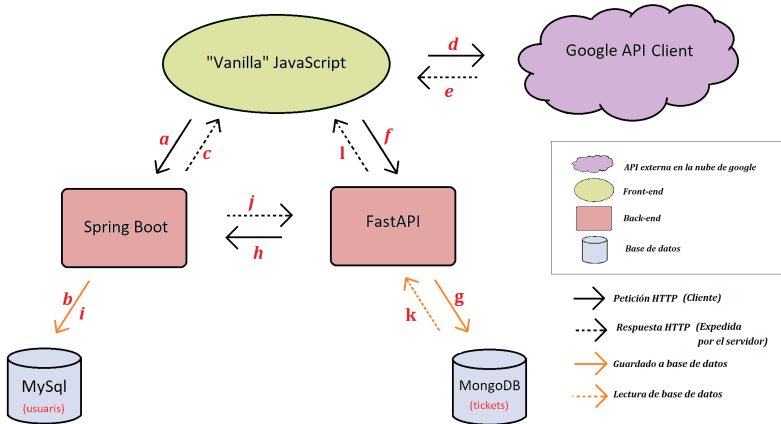 "Vanilla" JavaScript
d
e
Google API Client
a
c
l
f
Spring Boot
j
h
FastAPI
b
i
k
g
MySql
(usuaris)
MongoDB
(tickets)
API externa en la nube de google
Front-end
Back-end
Base de datos
Petición HTTP (Cliente)
Respuesta HTTP (Expedida
por el servidor)
Guardado a base de datos
Lectura de base de datos